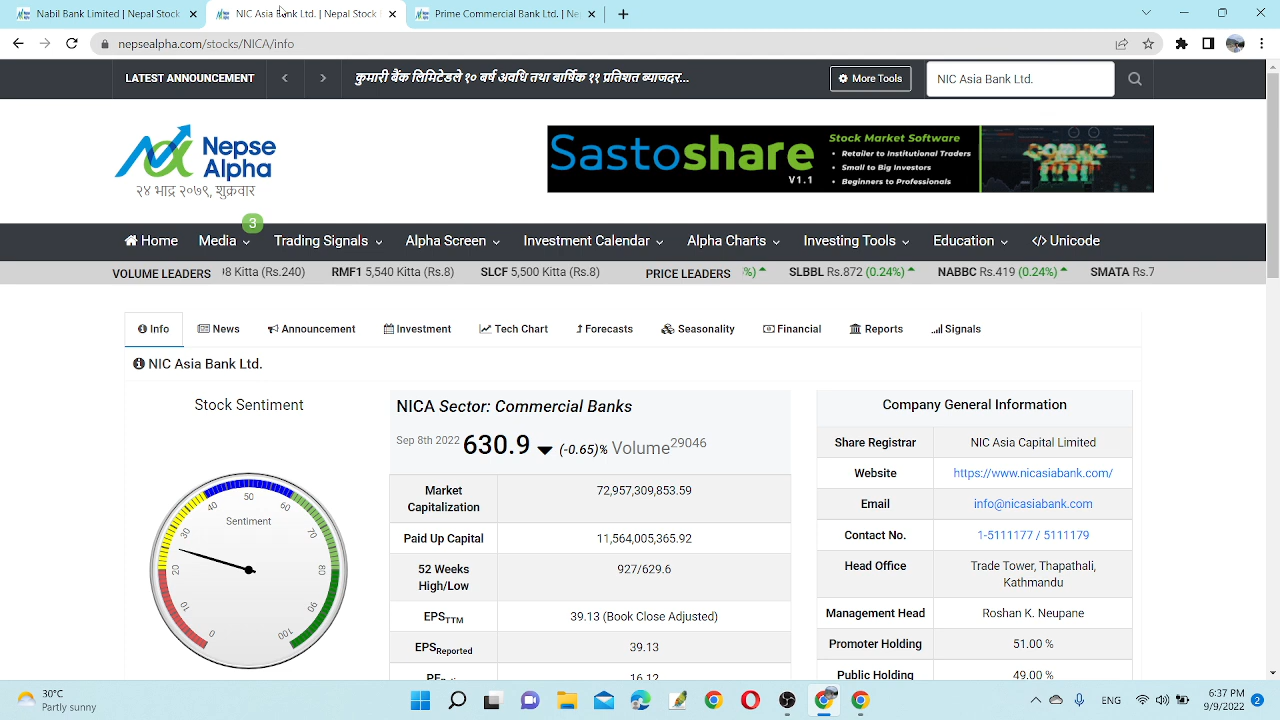 Nabil Bank Limited | Nepse Stock
NIC Asia Bank Ltd. | Nepse Stock
Prime Commercial Bank Ltd. | Ne
nepsealpha.com/stocks/NICA/info
LATEST ANNOUNCEMENT
कुमारी बैंक लिमिटेडले १० बर्ष अवधि तथा बार्षिक ११ प्रतिशत ब्याजदर...
More Tools
NIC Asia Bank Ltd.
Nepse
Alpha
२४ भाद्र २०७९, शुक्रवार
Sastoshare
V1.1
Stock Market Software
• Retailer to Institutional Traders
• Small to Big Investors
• Beginners to Professionals
3
Home
Media
Trading Signals
Alpha Screen
Investment Calendar
Alpha Charts
Investing Tools
Education
</> Unicode
VOLUME LEADERS
Kitta (Rs.240)
RMF1 5,540 Kitta (Rs.8)
SLCF 5,500 Kitta (Rs.8)
PRICE LEADERS
%)
SLBBL Rs.872 (0.24%)
NABBC Rs.419 (0.24%)
SMATA Rs.7
Info
News
Announcement
Investment
Tech Chart
Forecasts
Seasonality
Financial
Reports
Signals
NIC Asia Bank Ltd.
Stock Sentiment
Sentiment
0
10
20
30
40
50
60
70
80
90
100
NICA Sector: Commercial Banks
Sep 8th 2022 630.9 (-0.65)% Volume 29046
Market Capitalization 72,957,309,853.59
Paid Up Capital 11,564,005,365.92
52 Weeks High/Low 927/629.6
EPS TTM 39.13 (Book Close Adjusted)
EPS Reported 39.13
16.12
Company General Information
Share Registrar NIC Asia Capital Limited
Website https://www.nicasiabank.com/
Email info@nicasiabank.com
Contact No. 1-5111177 / 5111179
Head Office Trade Tower, Thapathali, Kathmandu
Management Head Roshan K. Neupane
Promoter Holding 51.00 %
Public Holding 49.00 %
30°C
Partly sunny
ENG
6:37 PM
9/9/2022
2